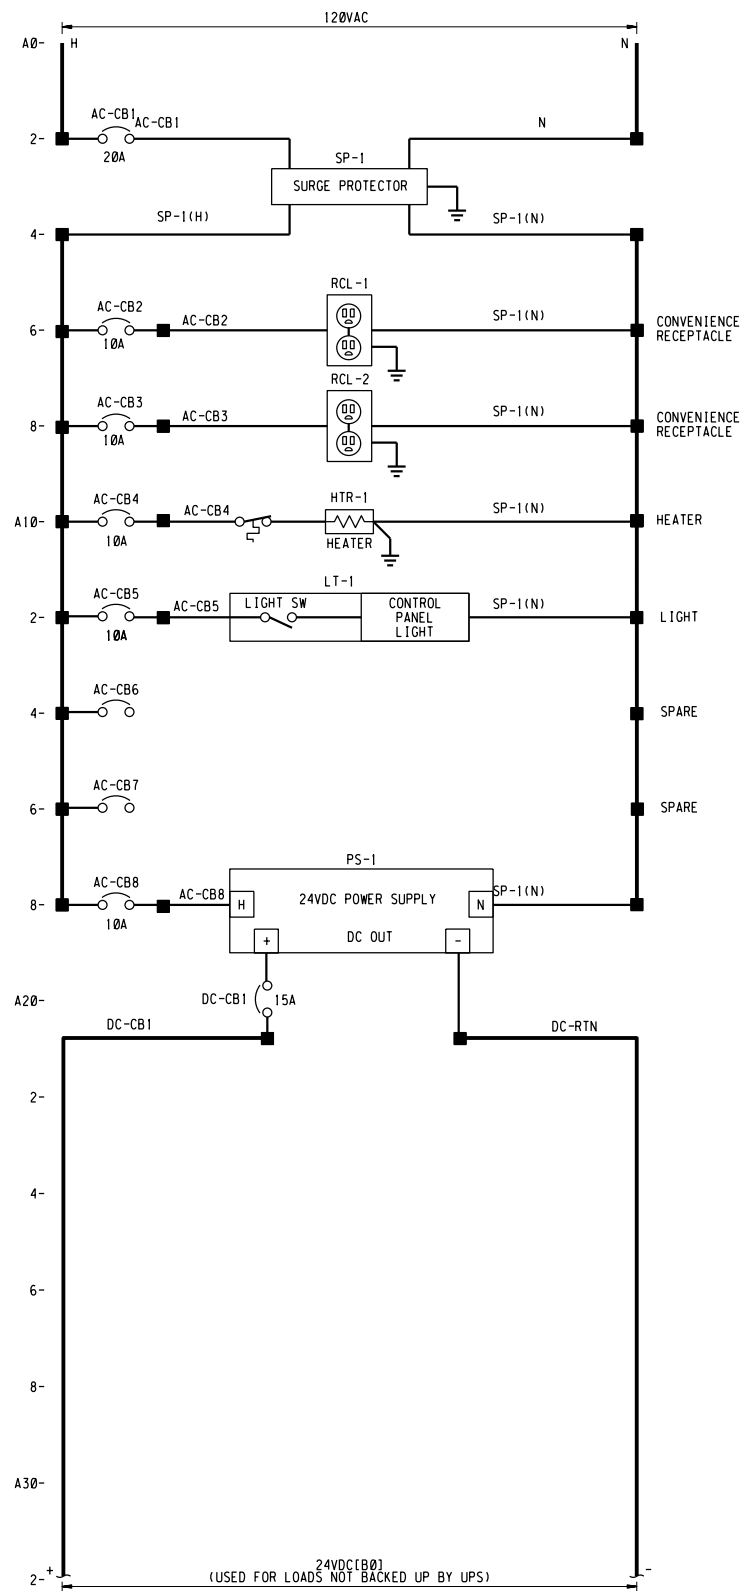 120VAC
A0- H N
AC-CB1
AC-CB1 N
2-
20A
SP-1
SURGE PROTECTOR
SP-1(H) SP-1(N)
4-
RCL-1
AC-CB2 AC-CB2 SP-1(N)
6- CONVENIENCE
RECEPTACLE
10A
RCL-2
AC-CB3 AC-CB3 SP-1(N)
8- CONVENIENCE
RECEPTACLE
10A
AC-CB4 AC-CB4 HTR-1 SP-1(N)
A10- HEATER
10A HEATER
LT-1
AC-CB5 AC-CB5 LIGHT SW CONTROL SP-1(N)
2- PANEL LIGHT
10A LIGHT
AC-CB6
4- SPARE
AC-CB7
6- SPARE
PS-1
AC-CB8 AC-CB8 24VDC POWER SUPPLY SP-1(N)
8- H N
10A
DC OUT
+ -
A20- DC-CB1 15A
DC-CB1 DC-RTN
2-
4-
6-
8-
A30-
24VDC[B0]
2- + (USED FOR LOADS NOT BACKED UP BY UPS) -